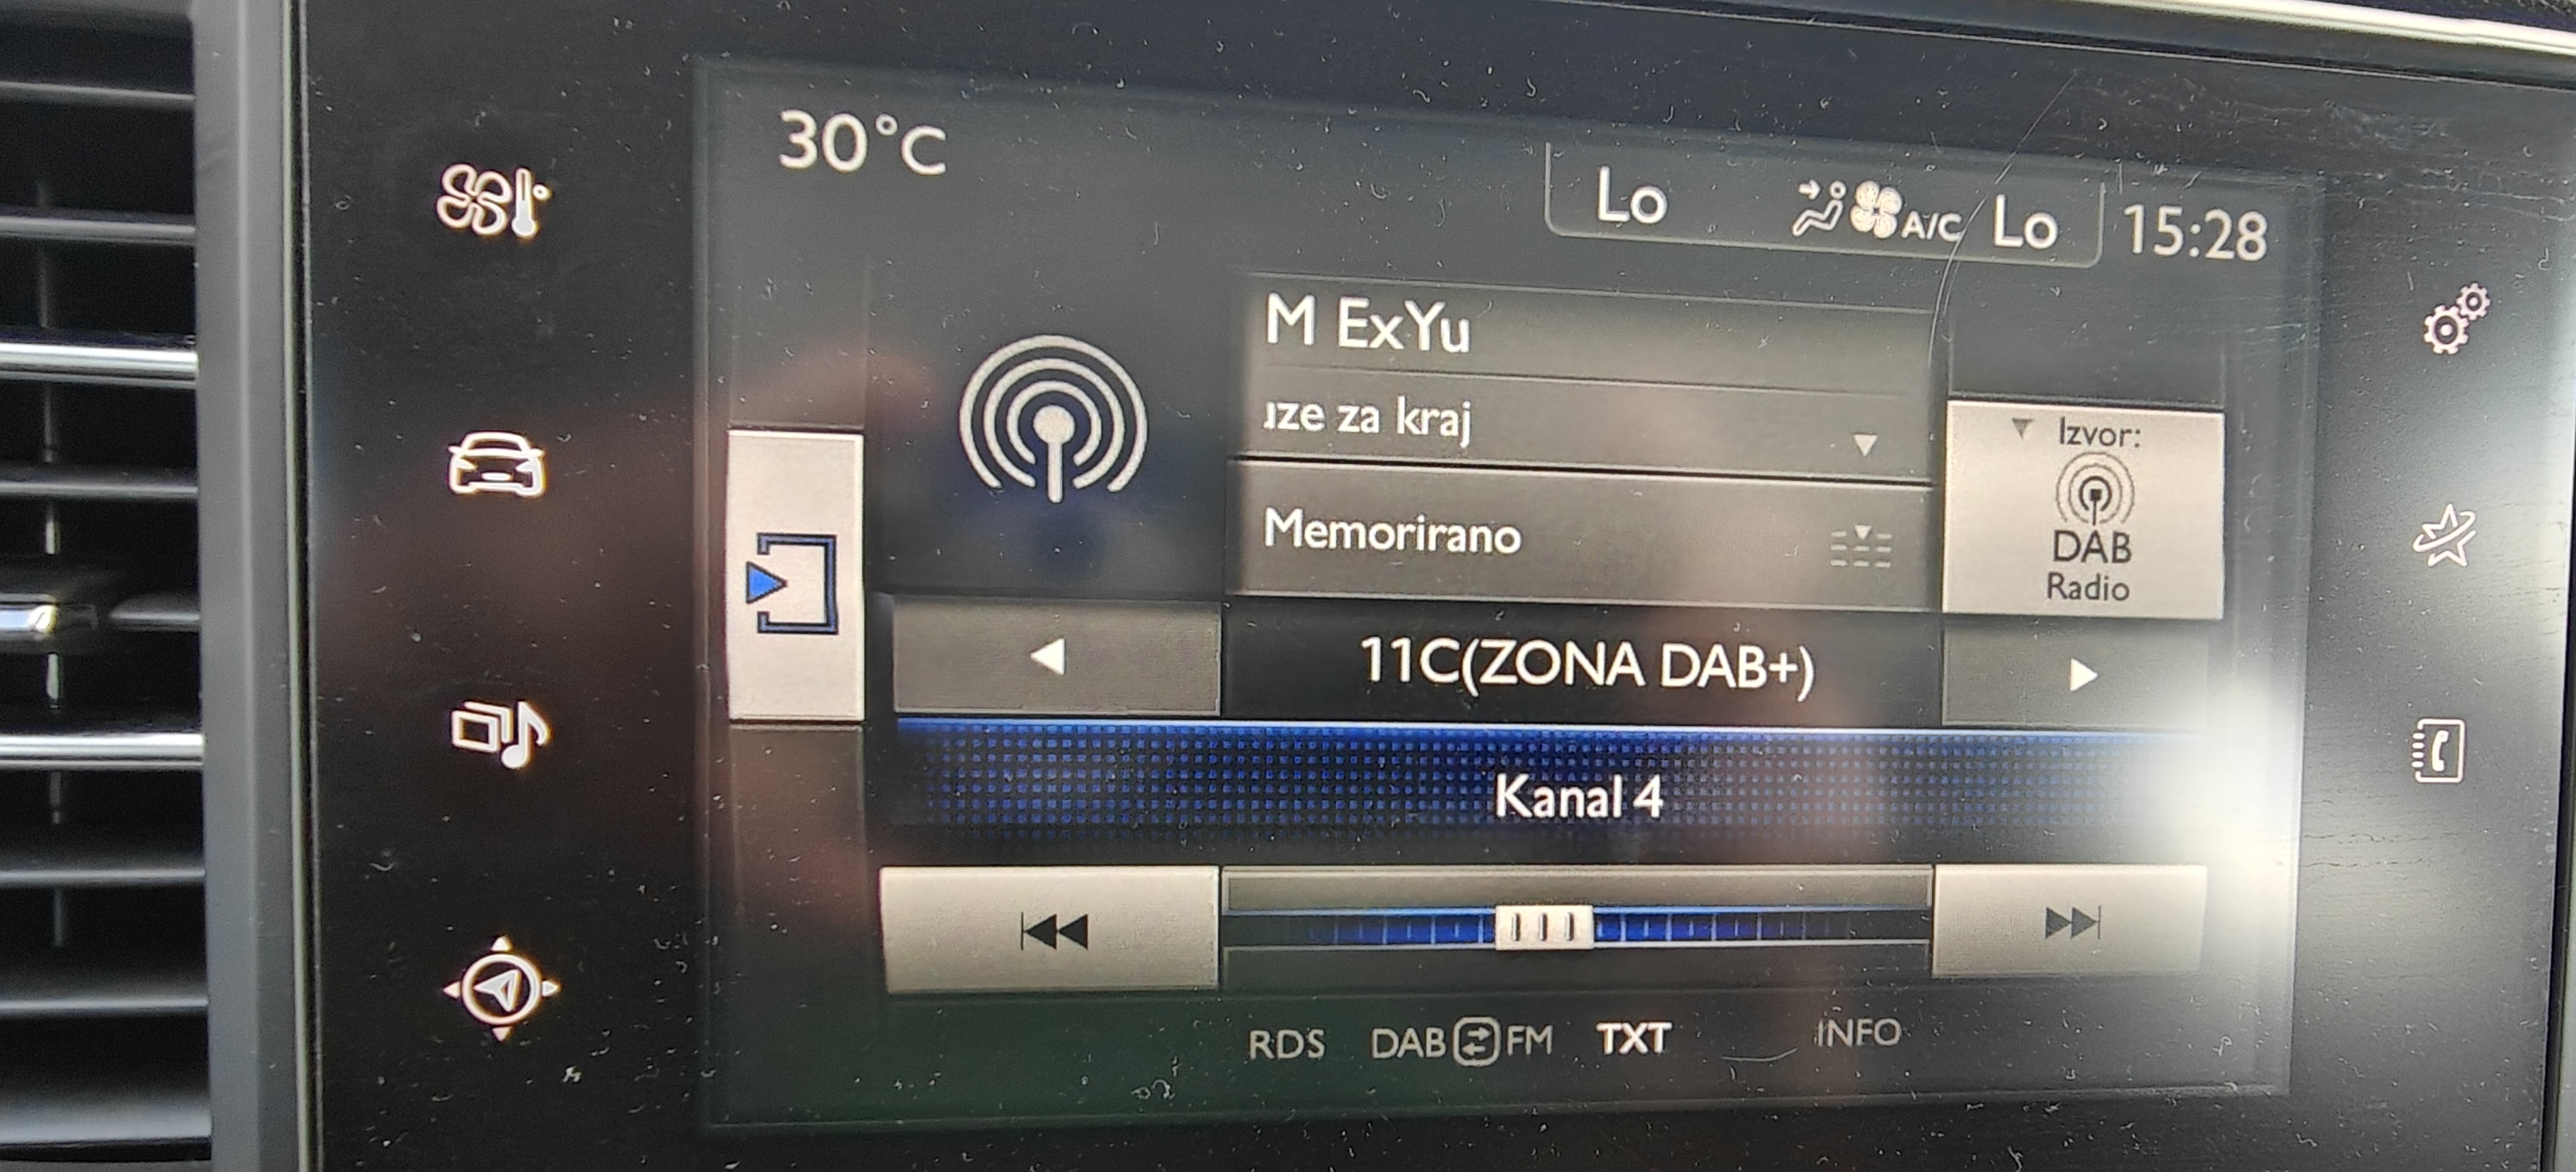 30°C
Lo A/C Lo 15:28
M ExYu
ıze za kraj
Izvor:
DAB
Radio
Memorirano
11C(ZONA DAB+)
Kanal 4
RDS DAB FM TXT INFO